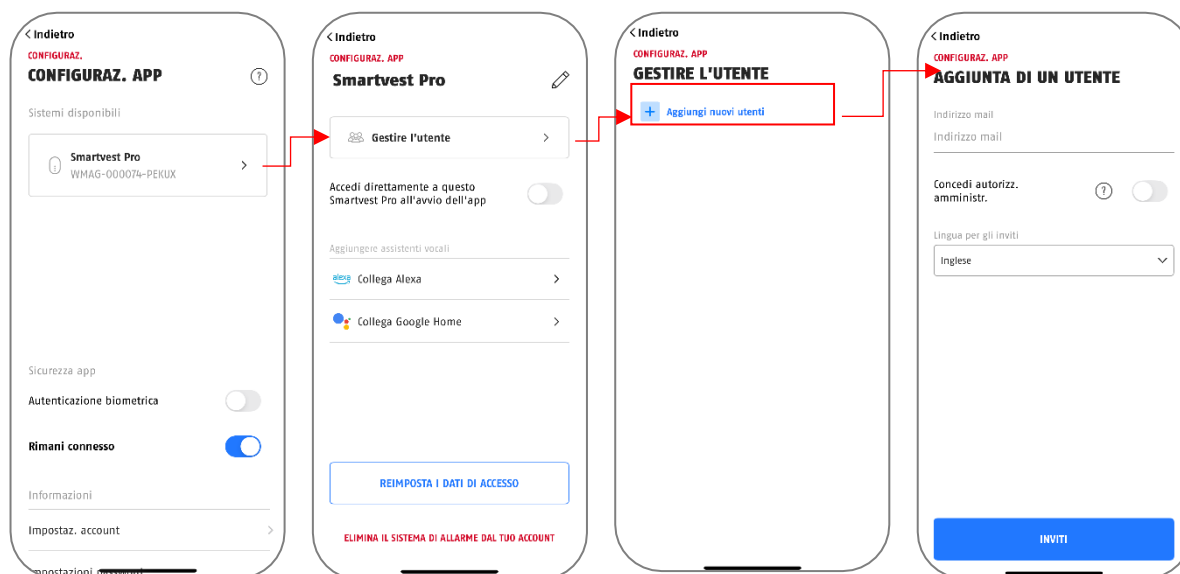 Indietro
CONFIGURAZ.
CONFIGURAZ. APP
?
Sistemi disponibili
Smartvest Pro
WMAG-000074-PEKUX
Sicurezza app
Autenticazione biometrica
Rimani connesso
Informazioni
Impostaz. account
Indietro
CONFIGURAZ. APP
Smartvest Pro
Gestire l'utente
Accedi direttamente a questo
Smartvest Pro all'avvio dell'app
Aggiungere assistenti vocali
alexa Collega Alexa
Collega Google Home
REIMPOSTA I DATI DI ACCESSO
ELIMINA IL SISTEMA DI ALLARME DAL TUO ACCOUNT
Indietro
CONFIGURAZ. APP
GESTIRE L'UTENTE
+ Aggiungi nuovi utenti
Indietro
CONFIGURAZ. APP
AGGIUNTA DI UN UTENTE
Indirizzo mail
Indirizzo mail
Concedi autorizz.
amministr.
?
Lingua per gli inviti
Inglese
INVITI